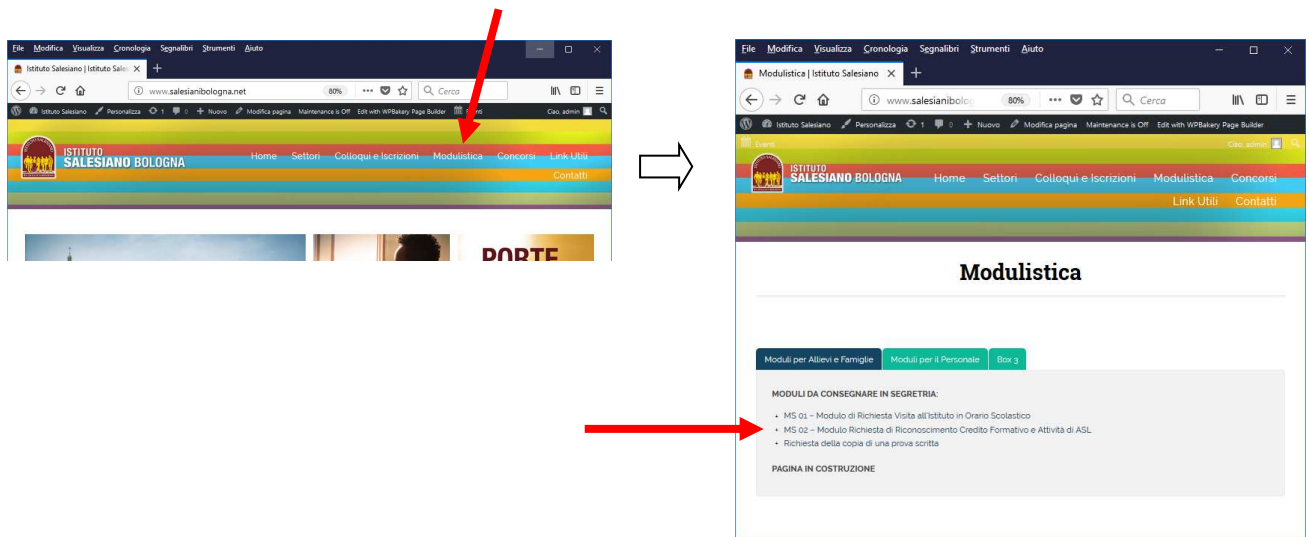 File Modifica Visualizza Cronologia Segnalibri Strumenti Aiuto
Istituto Salesiano | Istituto Sales
www.salesianibologna.net 80% Cerca
Istituto Salesiano Personalizza 1 0 + Nuovo Modifica pagina Maintenance is Off Edit with WPBakery Page Builder Eventi Ciao, admin
ISTITUTO
SALESIANO BOLOGNA
Home Settori Colloqui e Iscrizioni Modulistica Concorsi Link Utili
Contatti
PORTE
File Modifica Visualizza Cronologia Segnalibri Strumenti Aiuto
Modulistica | Istituto Salesiano
www.salesianibolog 80% Cerca
Istituto Salesiano Personalizza 1 0 + Nuovo Modifica pagina Maintenance is Off Edit with WPBakery Page Builder
Eventi Ciao, admin
ISTITUTO
SALESIANO BOLOGNA
Home Settori Colloqui e Iscrizioni Modulistica Concorsi
Link Utili Contatti
Modulistica
Moduli per Allievi e Famiglie Moduli per il Personale Box 3
MODULI DA CONSEGNARE IN SEGRETRIA:
• MS 01 – Modulo di Richiesta Visita all'Istituto in Orario Scolastico
• MS 02 – Modulo Richiesta di Riconoscimento Credito Formativo e Attività di ASL
• Richiesta della copia di una prova scritta
PAGINA IN COSTRUZIONE